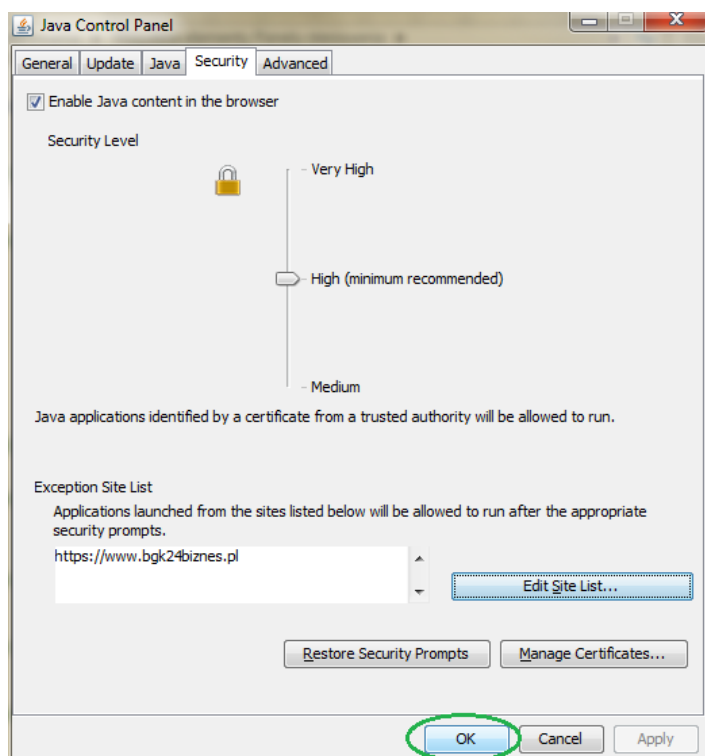 Java Control Panel
General Update Java Security Advanced
Enable Java content in the browser
Security Level
Very High
High (minimum recommended)
Medium
Java applications identified by a certificate from a trusted authority will be allowed to run.
Exception Site List
Applications launched from the sites listed below will be allowed to run after the appropriate
security prompts.
https://www.bgk24biznes.pl
Edit Site List...
Restore Security Prompts Manage Certificates...
OK Cancel Apply